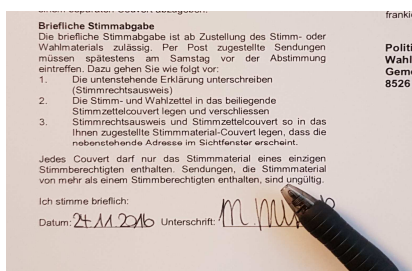 Briefliche Stimmabgabe
Die briefliche Stimmabgabe ist ab Zustellung des Stimm- oder
Wahlmaterials zulässig. Per Post zugestellte Sendungen
müssen spätestens am Samstag vor der Abstimmung
eintreffen. Dazu gehen Sie wie folgt vor:
1. Die untenstehende Erklärung unterschreiben
(Stimmrechtsausweis)
2. Die Stimm- und Wahlzettel in das beiliegende
Stimmzettelcouvert legen und verschliessen
3. Stimmrechtsausweis und Stimmzettelcouvert so in das
Ihnen zugestellte Stimmmaterial-Couvert legen, dass die
nebenstehende Adresse im Sichtfenster erscheint.
Jedes Couvert darf nur das Stimmmaterial eines einzigen
Stimmberechtigten enthalten. Sendungen, die Stimmmaterial
von mehr als einem Stimmberechtigten enthalten, sind ungültig.
Ich stimme brieflich:
Datum: 24.11.2016 Unterschrift:
franki
Politi
Wahl
Geme
8526